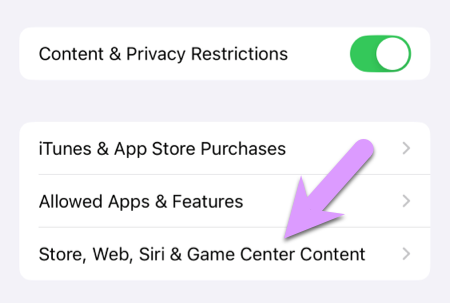 Content & Privacy Restrictions
iTunes & App Store Purchases
Allowed Apps & Features
Store, Web, Siri & Game Center Content